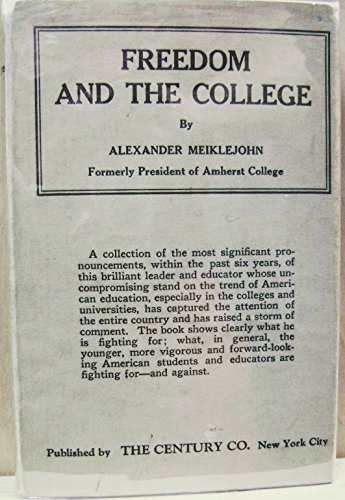 FREEDOM
AND THE COLLEGE
By
ALEXANDER MEIKLEJOHN
Formerly President of Amherst College
A collection of the most significant pro-
nouncements, within the past six years, of
this brilliant leader and educator whose un-
compromising stand on the trend of Ameri-
can education, especially in the colleges and
universities, has captured the attention of
the entire country and has raised a storm of
comment. The book shows clearly what he
is fighting for; what, in general, the
younger, more vigorous and forward-look-
ing American students and educators are
fighting for—and against.
Published by THE CENTURY CO. New York City